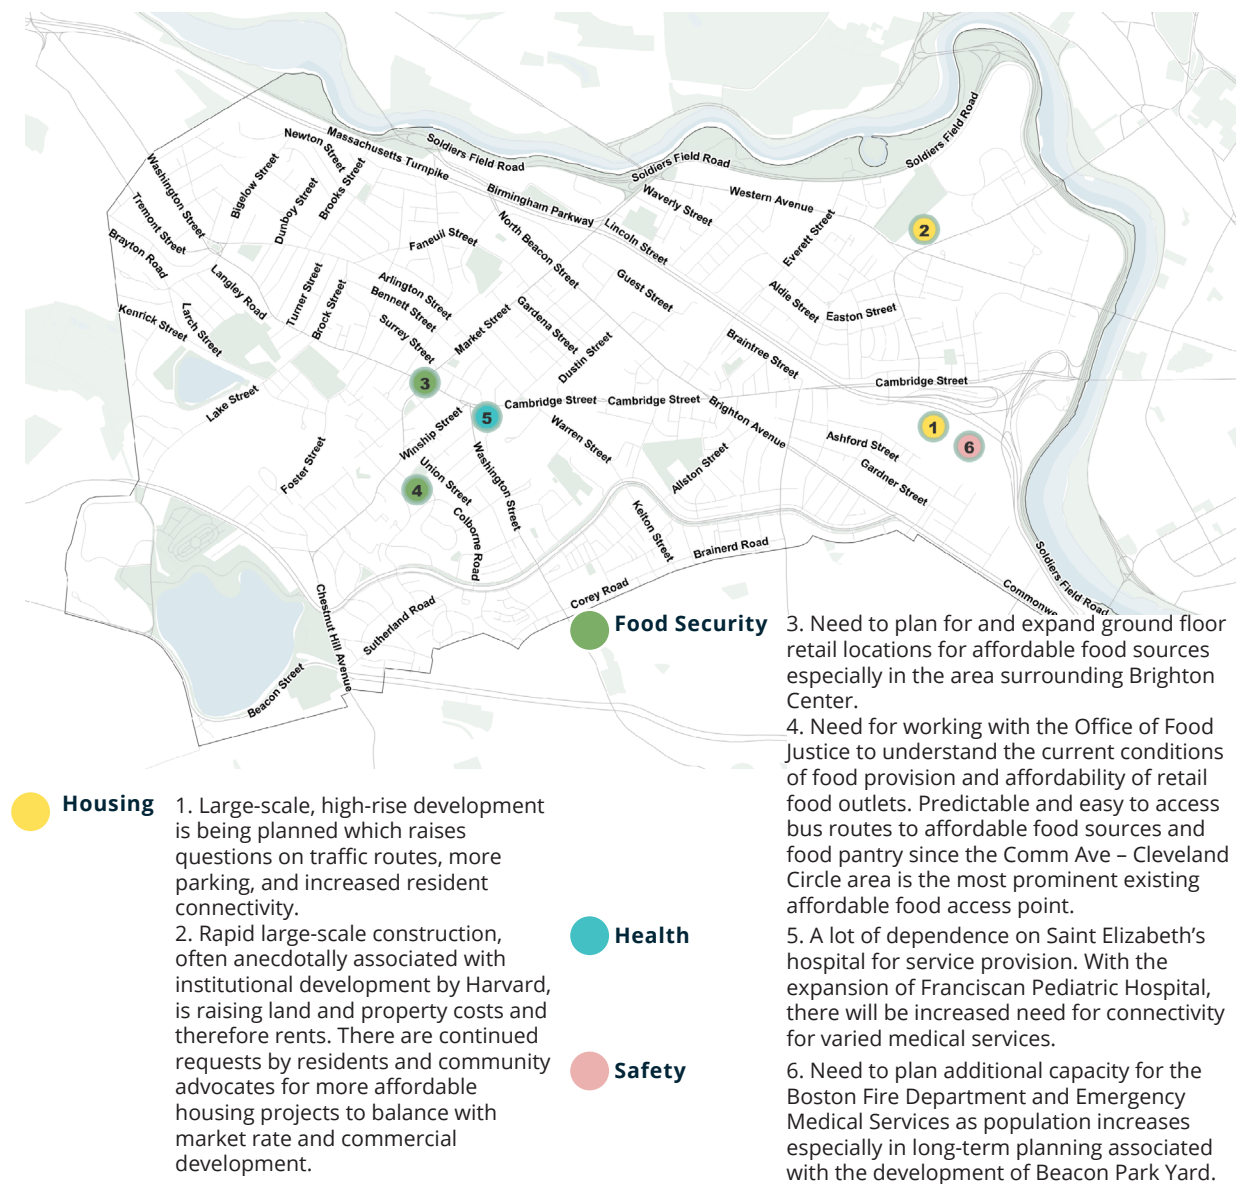 Newton Street
Massachusetts Turnpike
Soldiers Field Road
Soldiers Field Road
Soldiers Field Road
Washington Street
Bigelow Street
Dunboy Street
Brooks Street
Birmingham Parkway
Waverly Street
Western Avenue
Tremont Street
Brayton Road
Faneuil Street
North Beacon Street
Lincoln Street
Everett Street
2
Langley Road
Turner Street
Brock Street
Arlington Street
Bennett Street
Surrey Street
Market Street
Gardena Street
Guest Street
Aldie Street
Easton Street
Kenrick Street
Larch Street
Dustin Street
Braintree Street
Lake Street
3
5
Cambridge Street
Cambridge Street
Cambridge Street
Brighton Avenue
1
6
Winship Street
Warren Street
Ashford Street
Gardner Street
Foster Street
4
Union Street
Washington Street
Allston Street
Colborne Road
Kelton Street
Brainerd Road
Soldiers Field Road
Corey Road
Commonwe
Chestnut Hill Avenue
Sutherland Road
Beacon Street
Food Security
3. Need to plan for and expand ground floor
retail locations for affordable food sources
especially in the area surrounding Brighton
Center.
4. Need for working with the Office of Food
Justice to understand the current conditions
of food provision and affordability of retail
food outlets. Predictable and easy to access
bus routes to affordable food sources and
food pantry since the Comm Ave – Cleveland
Circle area is the most prominent existing
affordable food access point.
Housing
1. Large-scale, high-rise development
is being planned which raises
questions on traffic routes, more
parking, and increased resident
connectivity.
2. Rapid large-scale construction,
often anecdotally associated with
institutional development by Harvard,
is raising land and property costs and
therefore rents. There are continued
requests by residents and community
advocates for more affordable
housing projects to balance with
market rate and commercial
development.
Health
5. A lot of dependence on Saint Elizabeth’s
hospital for service provision. With the
expansion of Franciscan Pediatric Hospital,
there will be increased need for connectivity
for varied medical services.
Safety
6. Need to plan additional capacity for the
Boston Fire Department and Emergency
Medical Services as population increases
especially in long-term planning associated
with the development of Beacon Park Yard.